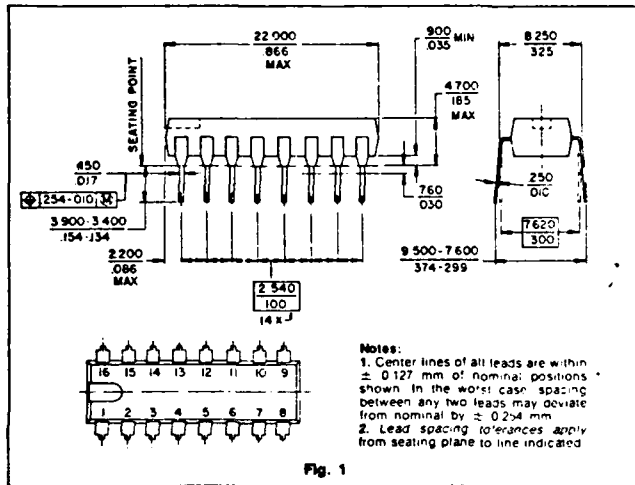 22 000
.866
MAX
.900 MIN
.035
8 250
.325
SEATING POINT
4 700
.185
MAX
.450
.017
.254-.010 M
3 900-3 400
.154-.134
.760
.030
.250
.010
7620
.300
2 200
.086
MAX
9 500-7 600
.374-.299
2 540
.100
14 x
16 15 14 13 12 11 10 9
1 2 3 4 5 6 7 8
Notes:
1. Center lines of all leads are within
± 0.127 mm of nominal positions
shown. In the worst case spacing
between any two leads may deviate
from nominal by ± 0.254 mm
2. Lead spacing tolerances apply
from seating plane to line indicated
Fig. 1